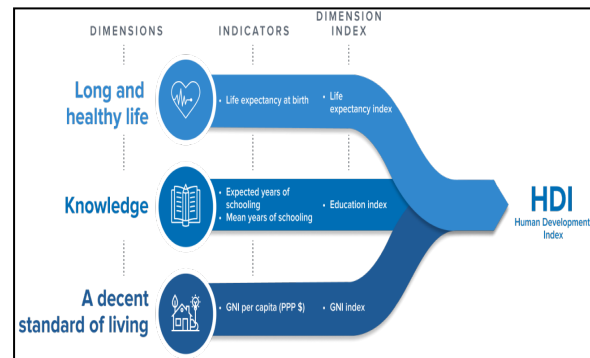 DIMENSIONS
INDICATORS
DIMENSION
INDEX
Long and
healthy life
• Life expectancy at birth
• Life
expectancy index
Knowledge
• Expected years of
schooling
• Mean years of schooling
• Education index
HDI
Human Development
Index
A decent
standard of living
• GNI per capita (PPP $)
• GNI index